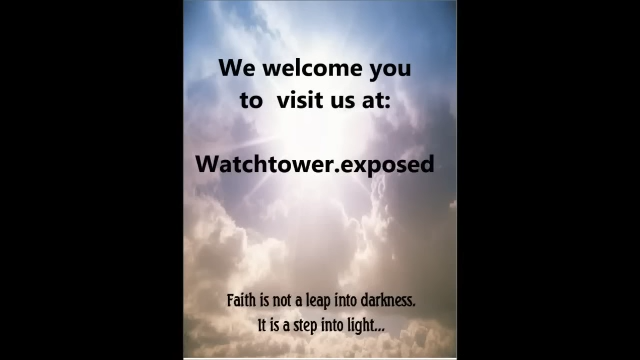 We welcome you
to visit us at:
Watchtower.exposed
Faith is not a leap into darkness.
It is a step into light...